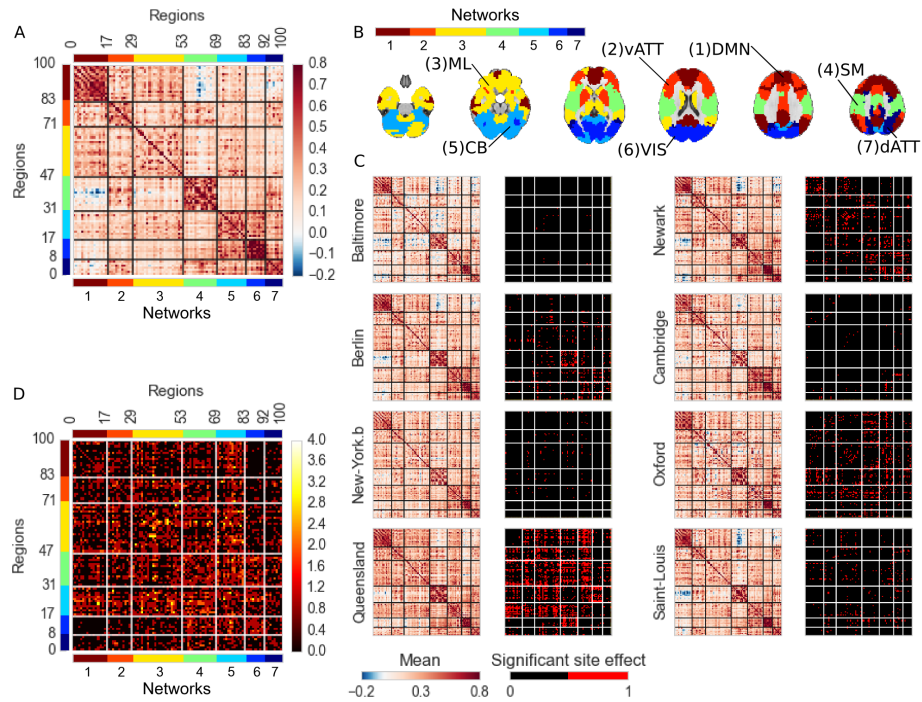 A
Regions
0 17 29 53 69 83 92 100
100
83
71
47
31
17
8
0
Regions
0.8
0.7
0.6
0.5
0.4
0.3
0.2
0.1
0.0
−0.1
−0.2
1 2 3 4 5 6 7
Networks
B
Networks
1 2 3 4 5 6 7
(3)ML
(2)vATT
(1)DMN
(4)SM
(5)CB
(6)VIS
(7)dATT
C
Baltimore
Newark
Berlin
Cambridge
New-York.b
Oxford
Queensland
Saint-Louis
Mean
−0.2 0.3 0.8
Significant site effect
0 1
D
Regions
0 17 29 53 69 83 92 100
100
83
71
47
31
17
8
0
Regions
4.0
3.6
3.2
2.8
2.4
2.0
1.6
1.2
0.8
0.4
0.0
1 2 3 4 5 6 7
Networks